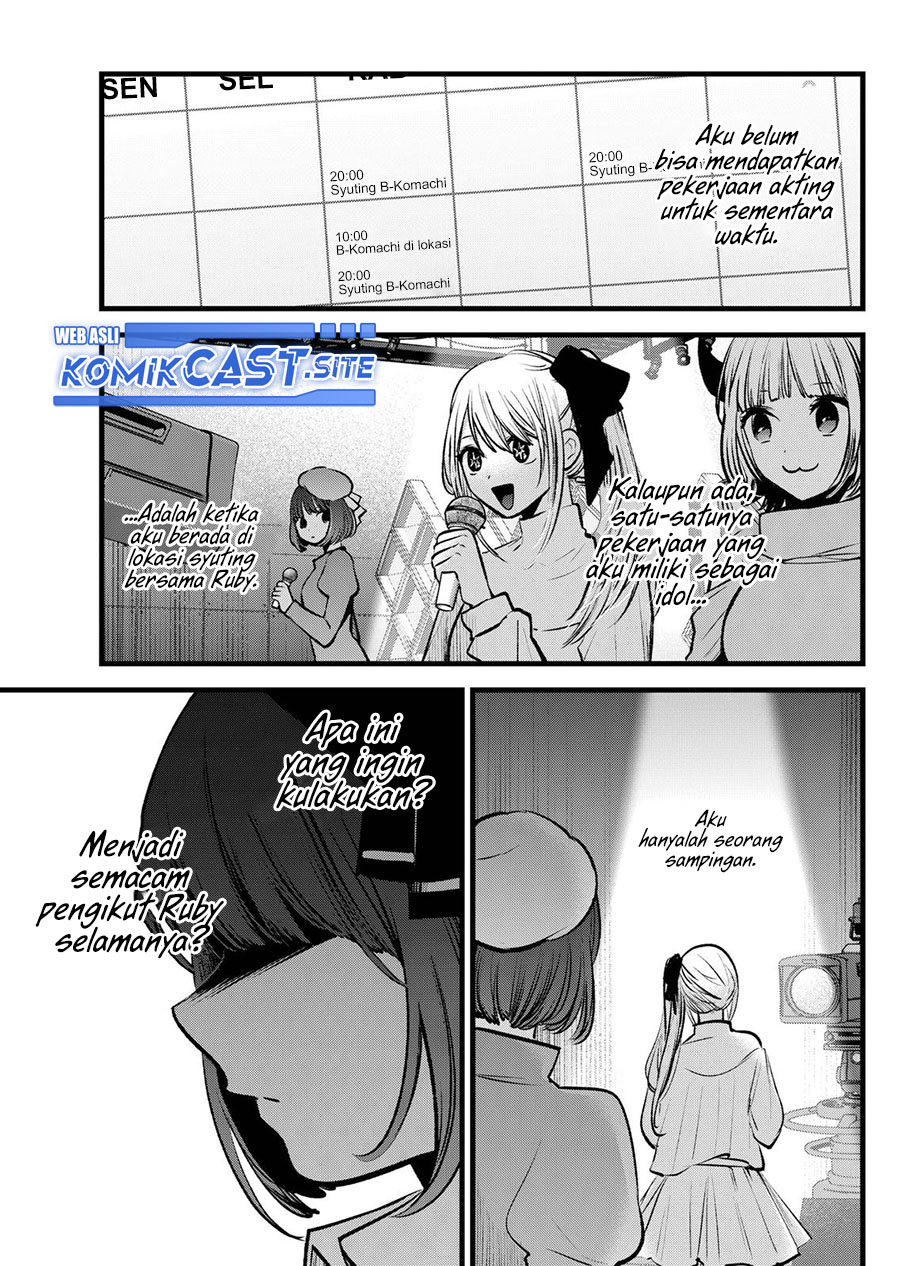 SEN
SEL
RAB
20:00
Syuting B-Komachi
20:00
Syuting B-
10:00
B-Komachi di lokasi
20:00
Syuting B-Komachi
Aku belum
bisa mendapatkan
pekerjaan akting
untuk sementara
waktu.
WEB ASLI
KOMIKCAST.SITE
Kalaupun ada,
satu-satunya
pekerjaan yang
aku miliki sebagai
idol...
...Adalah ketika
aku berada di
lokasi syuting
bersama Ruby.
Aku
hanyalah seorang
sampingan.
Apa ini
yang ingin
kulakukan?
Menjadi
semacam
pengikut Ruby
selamanya?